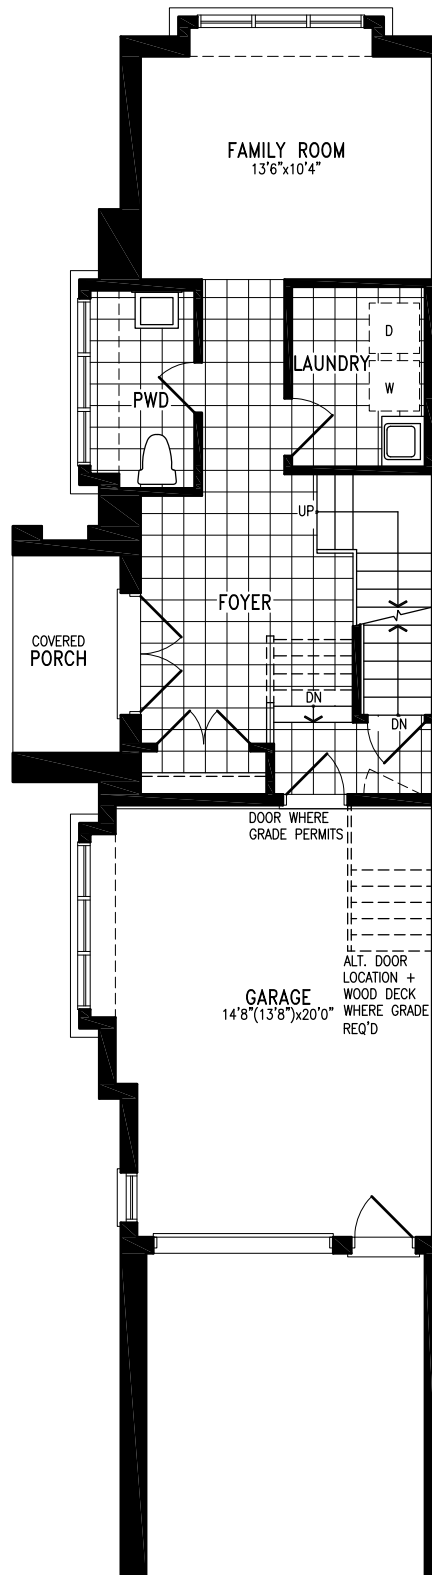 FAMILY ROOM
13'6"x10'4"
D
LAUNDRY
W
PWD
UP
FOYER
COVERED
PORCH
DN
DN
DOOR WHERE
GRADE PERMITS
ALT. DOOR
LOCATION +
WOOD DECK
WHERE GRADE
REQ'D
GARAGE
14'8"(13'8")x20'0"